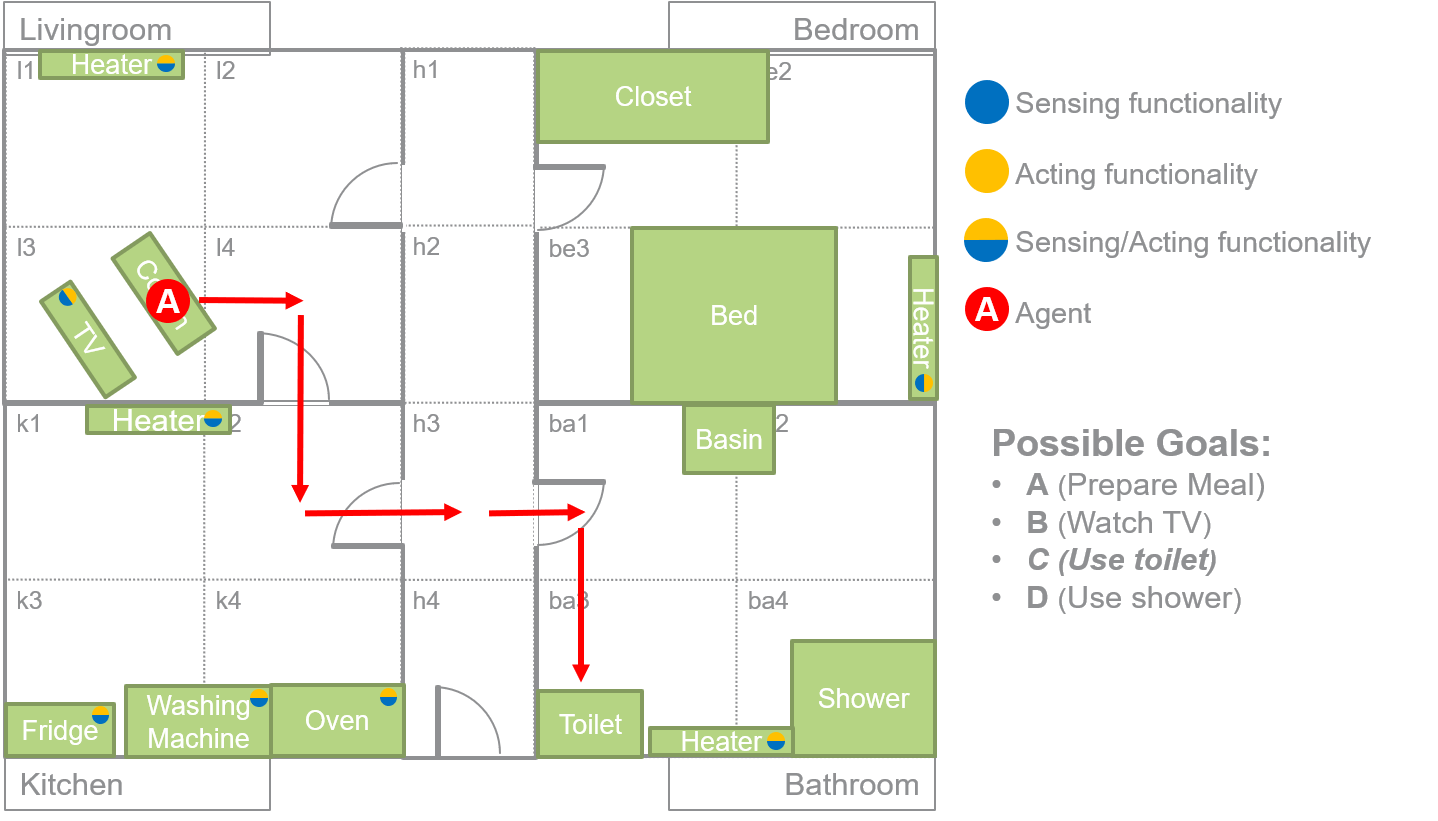 Livingroom
Bedroom
l1
Heater
l2
h1
Closet
e2
Sensing functionality
Acting functionality
l3
l4
h2
be3
Sensing/Acting functionality
A
TV
Bed
Heater
A
Agent
k1
Heater
2
h3
ba1
Basin
2
Possible Goals:
• A (Prepare Meal)
• B (Watch TV)
• C (Use toilet)
• D (Use shower)
k3
k4
h4
ba3
ba4
Fridge
Washing
Machine
Oven
Toilet
Heater
Shower
Kitchen
Bathroom